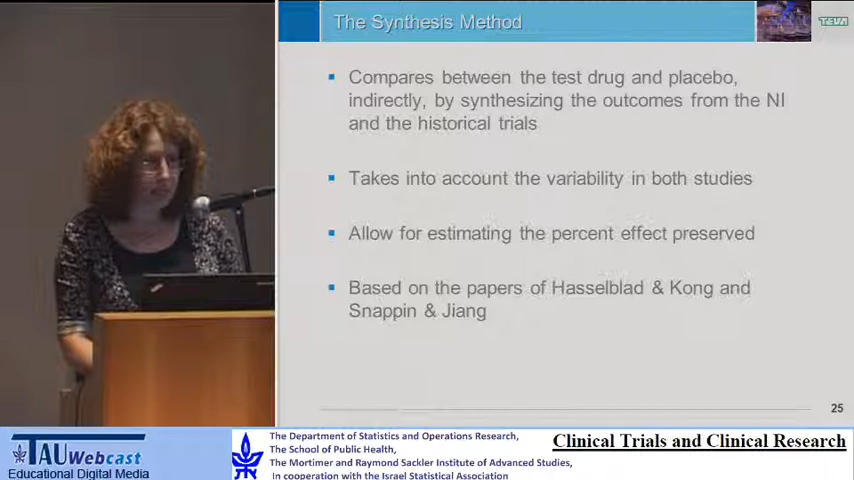 The Synthesis Method
TEVA
Compares between the test drug and placebo,
indirectly, by synthesizing the outcomes from the NI
and the historical trials
Takes into account the variability in both studies
Allow for estimating the percent effect preserved
Based on the papers of Hasselblad & Kong and
Snappin & Jiang
25
TAU Webcast
Educational Digital Media
The Department of Statistics and Operations Research,
The School of Public Health,
The Mortimer and Raymond Sackler Institute of Advanced Studies,
In cooperation with the Israel Statistical Association
Clinical Trials and Clinical Research